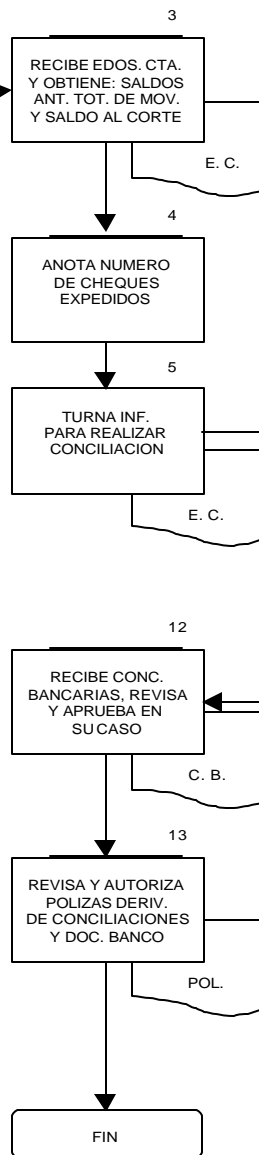 3
RECIBE EDOS. CTA.
Y OBTIENE: SALDOS
ANT. TOT. DE MOV.
Y SALDO AL CORTE
E. C.
4
ANOTA NUMERO
DE CHEQUES
EXPEDIDOS
5
TURNA INF.
PARA REALIZAR
CONCILIACION
E. C.
12
RECIBE CONC.
BANCARIAS, REVISA
Y APRUEBA EN
SU CASO
C. B.
13
REVISA Y AUTORIZA
POLIZAS DERIV.
DE CONCILIACIONES
Y DOC. BANCO
POL.
FIN